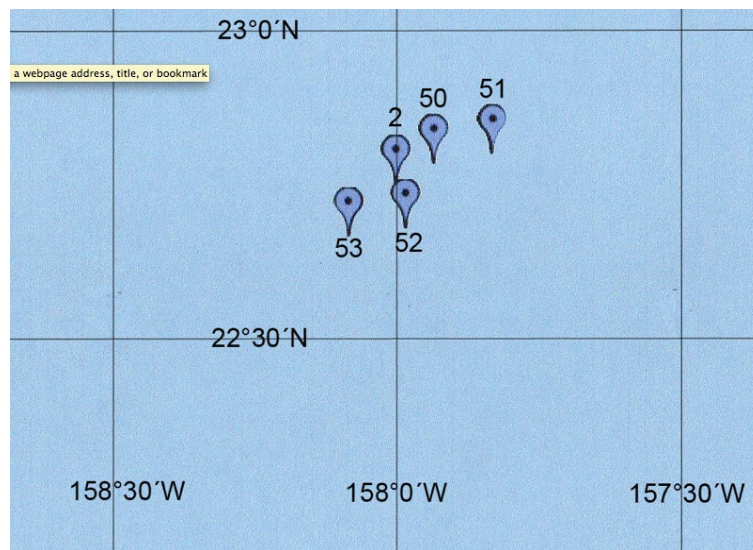 23°0´N
a webpage address, title, or bookmark
51
50
2
53
52
22°30´N
158°30´W
158°0´W
157°30´W